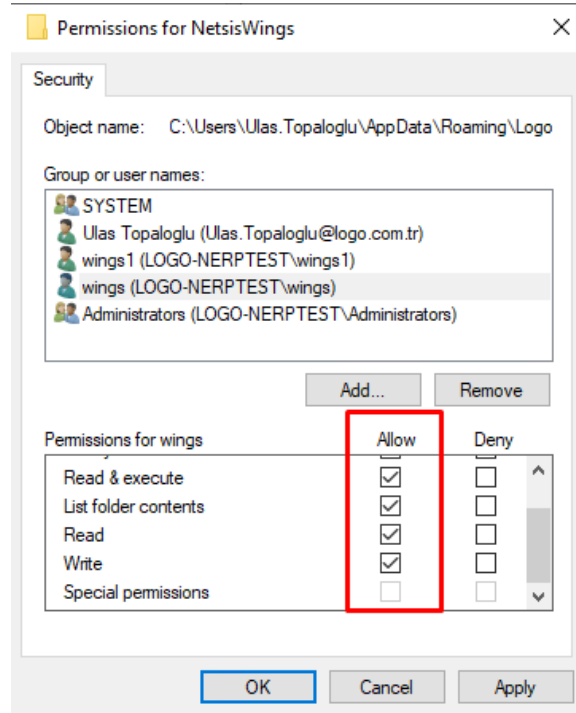 Permissions for NetsisWings
Security
Object name: C:\Users\Ulas.Topaloglu\AppData\Roaming\Logo
Group or user names:
SYSTEM
Ulas Topaloglu (Ulas.Topaloglu@logo.com.tr)
wings1 (LOGO-NERPTEST\wings1)
wings (LOGO-NERPTEST\wings)
Administrators (LOGO-NERPTEST\Administrators)
Add... Remove
Permissions for wings Allow Deny
Read & execute
List folder contents
Read
Write
Special permissions
OK Cancel Apply